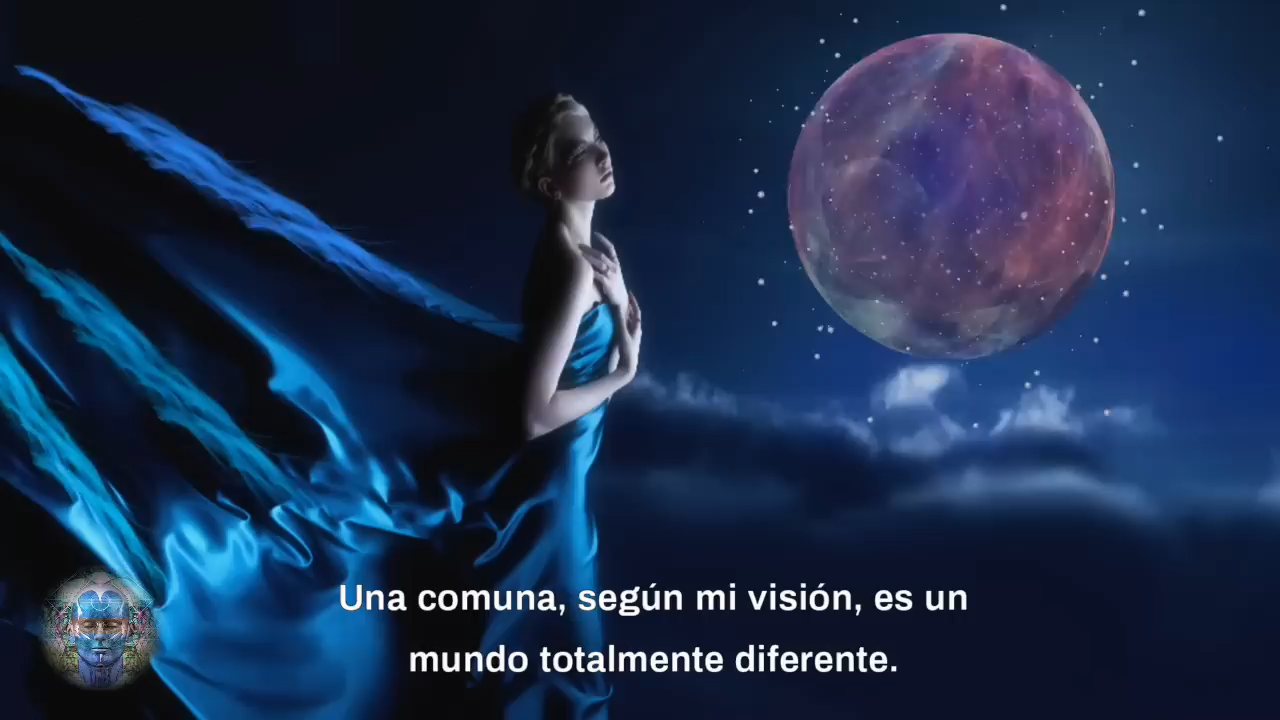 Una comuna, según mi visión, es un
mundo totalmente diferente.